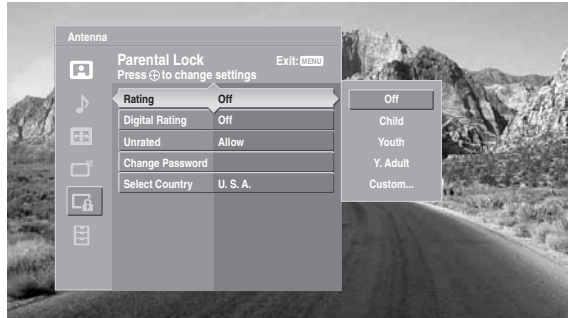 Antenna
Parental Lock Exit: MENU
Press to change settings
Rating Off
Digital Rating Off
Unrated Allow
Change Password
Select Country U. S. A.
Off
Child
Youth
Y. Adult
Custom...